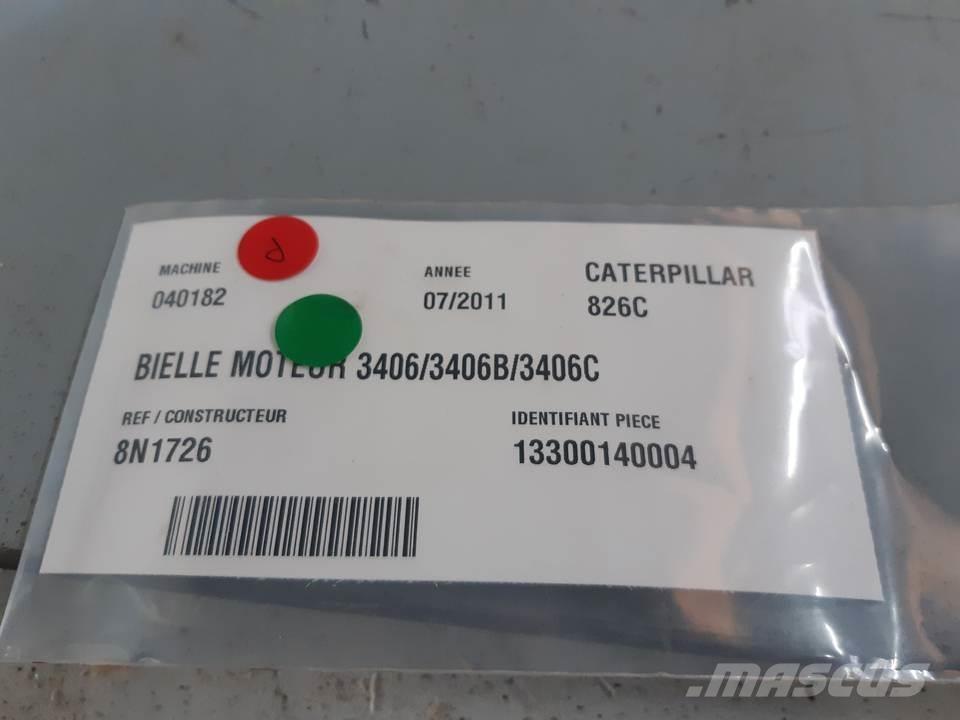 MACHINE ANNEE CATERPILLAR
040182 07/2011 826C
BIELLE MOTEUR 3406/3406B/3406C
REF / CONSTRUCTEUR IDENTIFIANT PIECE
8N1726 13300140004
MASCUS